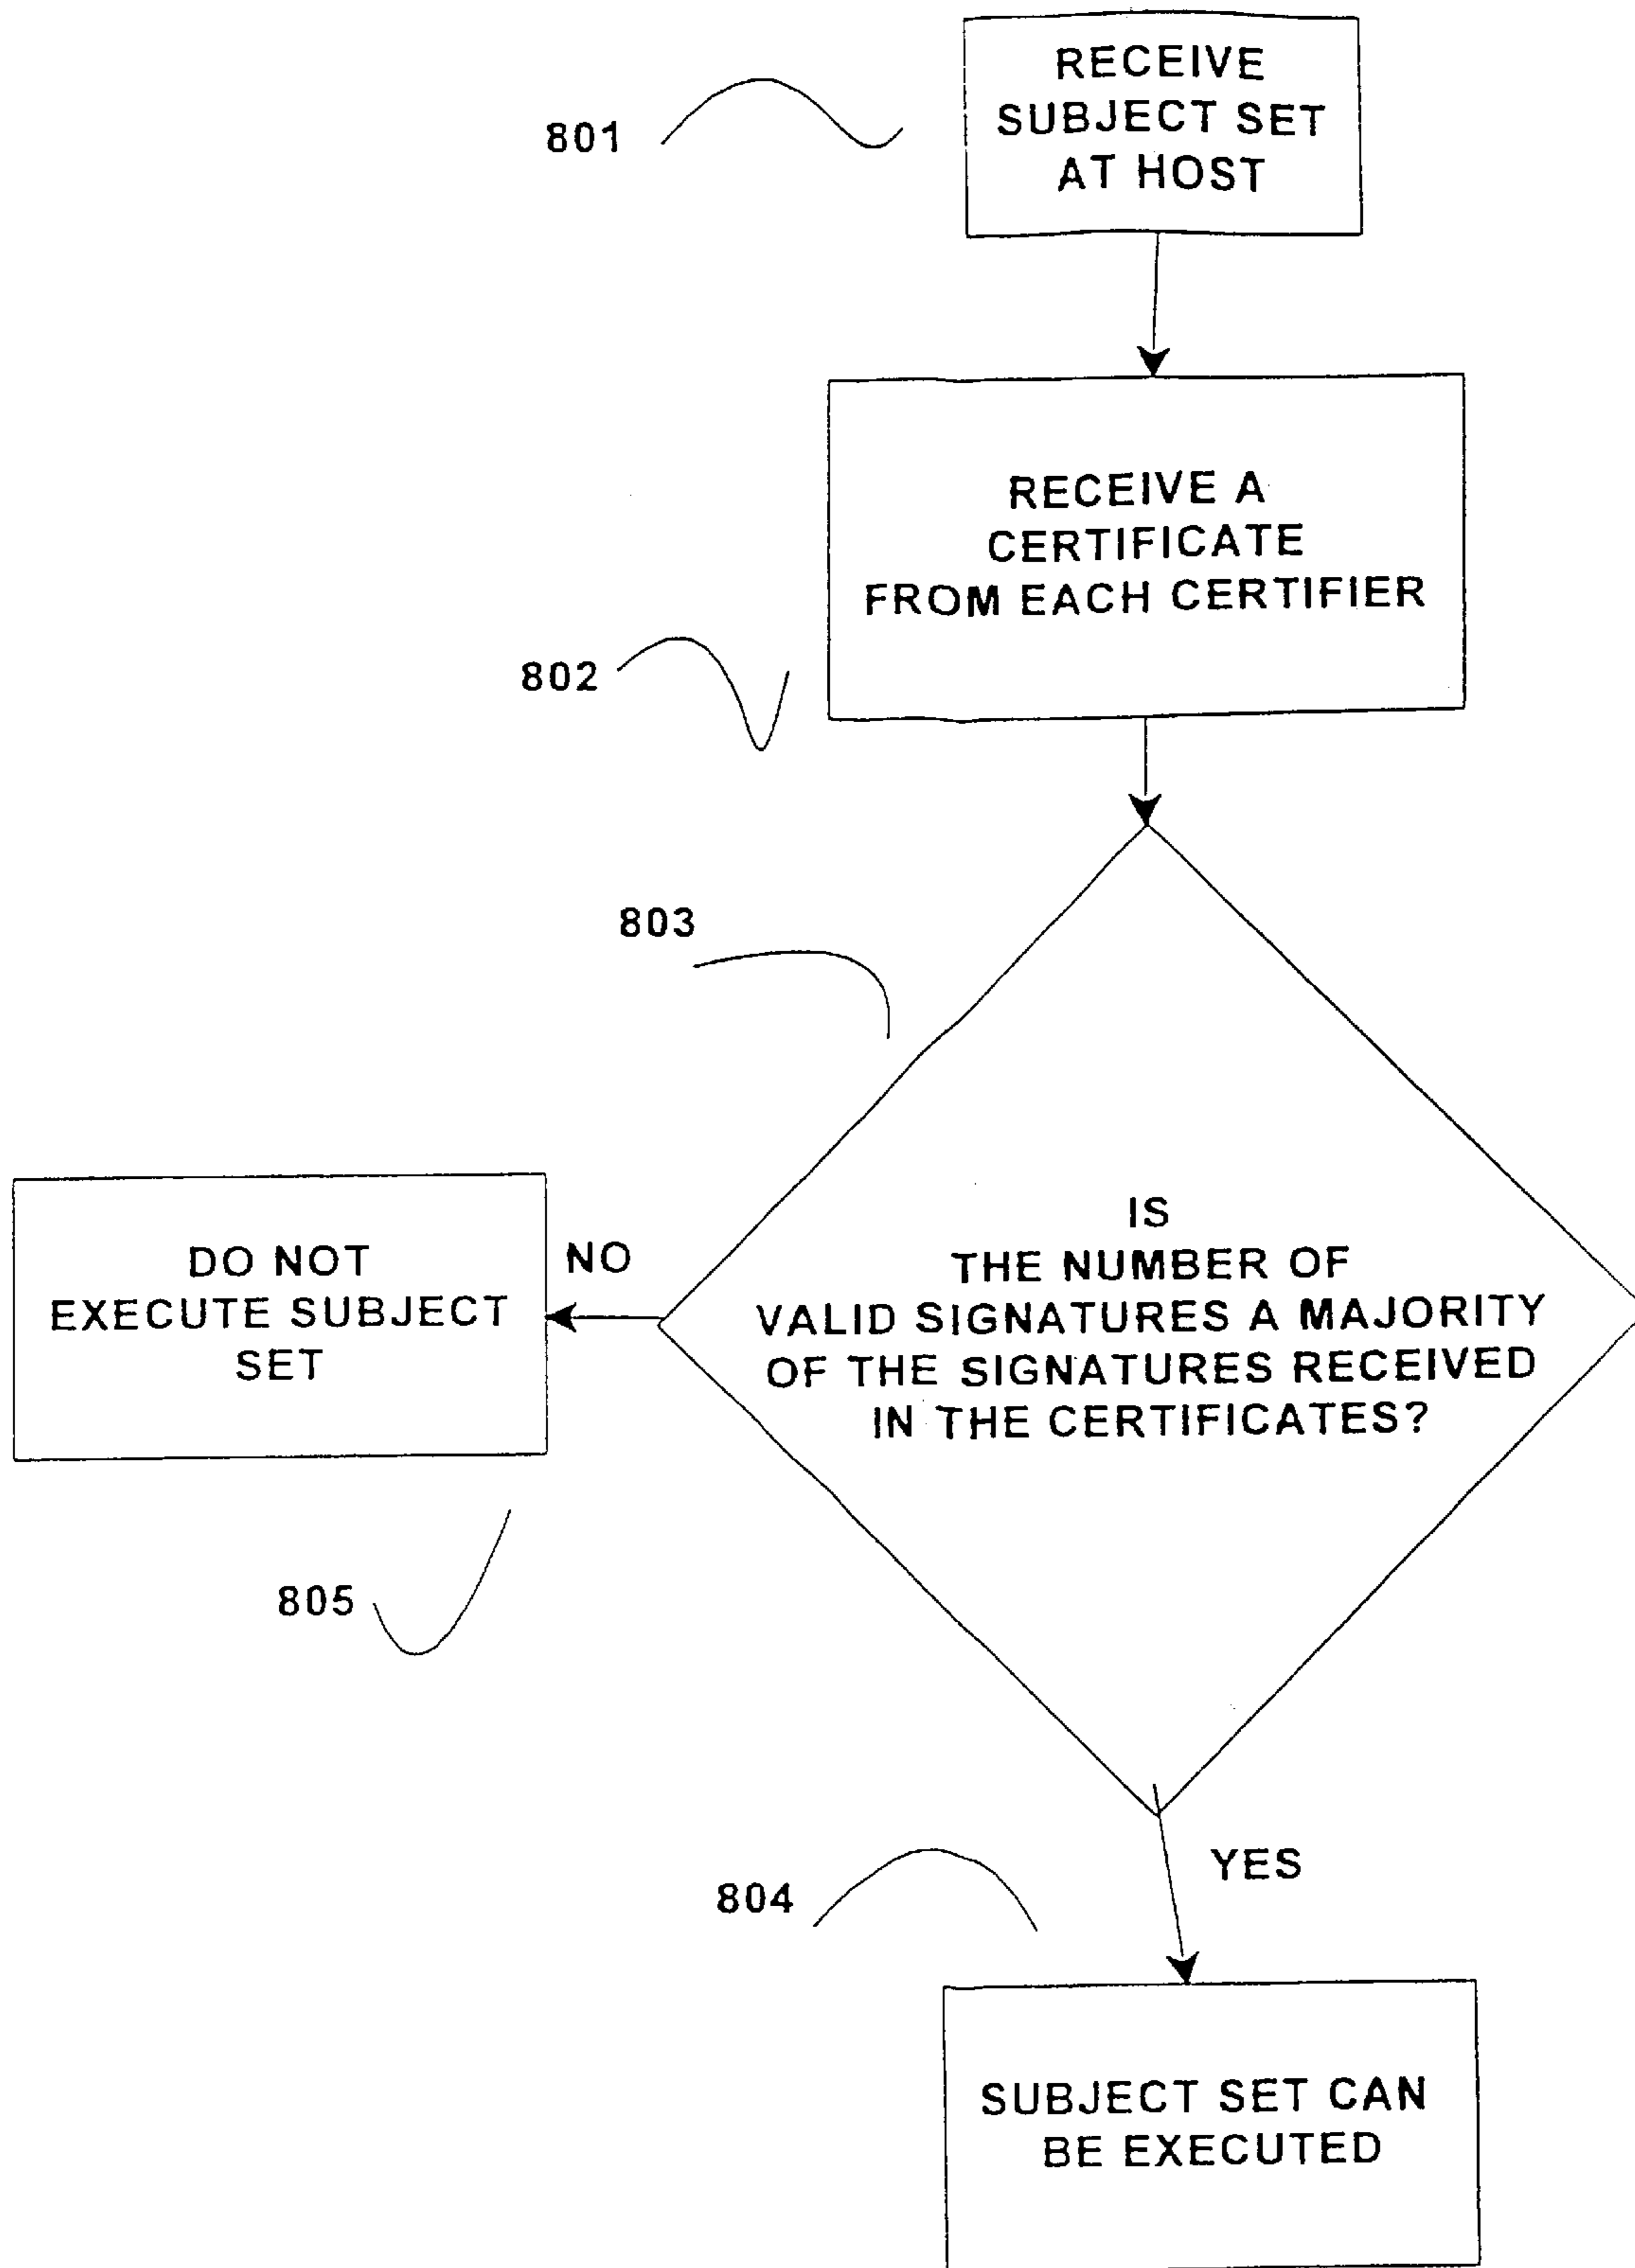 RECEIVE
SUBJECT SET
AT HOST
801
RECEIVE A
CERTIFICATE
FROM EACH CERTIFIER
802
803
IS
THE NUMBER OF
VALID SIGNATURES A MAJORITY
OF THE SIGNATURES RECEIVED
IN THE CERTIFICATES?
NO
DO NOT
EXECUTE SUBJECT
SET
805
YES
804
SUBJECT SET CAN
BE EXECUTED